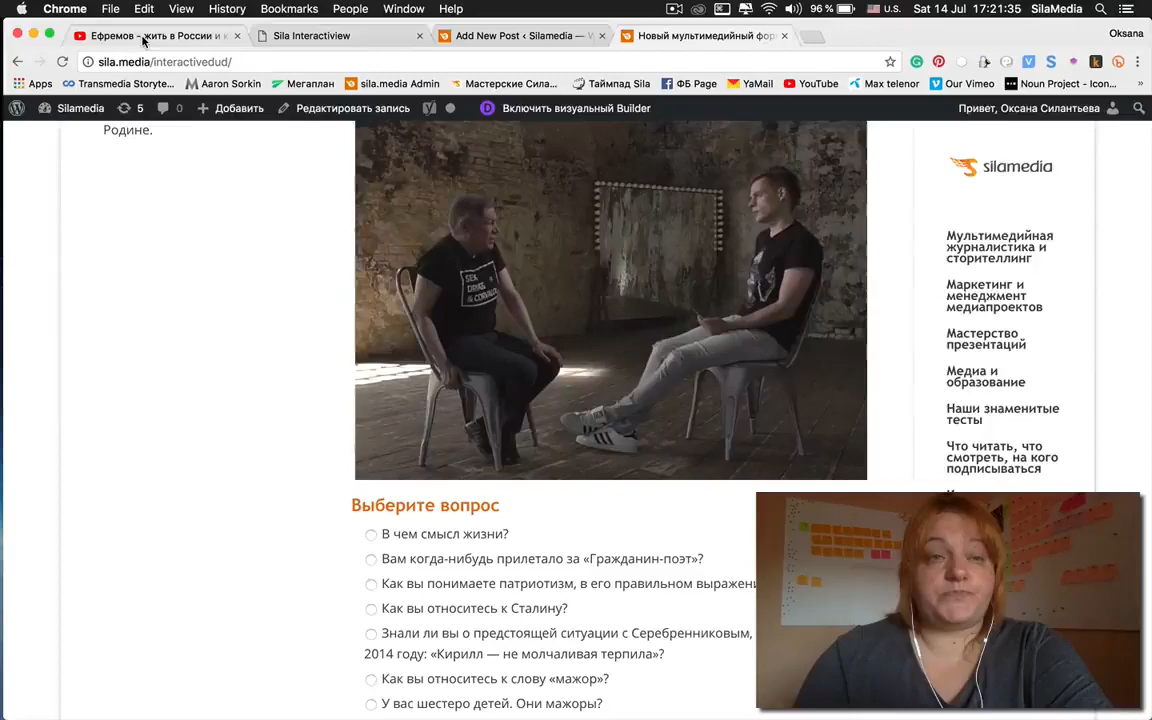 Chrome File Edit View History Bookmarks People Window Help 96 % U.S. Sat 14 Jul 17:21:35 SilaMedia
Ефремов - жить в России и к Sila Interactiview Add New Post ‹ Silamedia — W Новый мультимедийный фор Oksana
sila.media/interactivedud/
Apps Transmedia Storyte... Aaron Sorkin Мегаплан sila.media Admin Мастерские Сила... Таймпад Sila ФБ Page YaMail YouTube Max telenor Our Vimeo Noun Project - Icon... »
Silamedia 5 0 Добавить Редактировать запись D Включить визуальный Builder Привет, Оксана Силантьева
Родине.
silamedia
Мультимедийная
журналистика и
сторителлинг
Маркетинг и
менеджмент
медиапроектов
Мастерство
презентаций
Медиа и
образование
Наши знаменитые
тесты
Что читать, что
смотреть, на кого
подписываться
SEX
DRUGS
& CORVALOL
Выберите вопрос
В чем смысл жизни?
Вам когда-нибудь прилетало за «Гражданин-поэт»?
Как вы понимаете патриотизм, в его правильном выражени
Как вы относитесь к Сталину?
Знали ли вы о предстоящей ситуации с Серебренниковым,
2014 году: «Кирилл — не молчаливая терпила»?
Как вы относитесь к слову «мажор»?
У вас шестеро детей. Они мажоры?